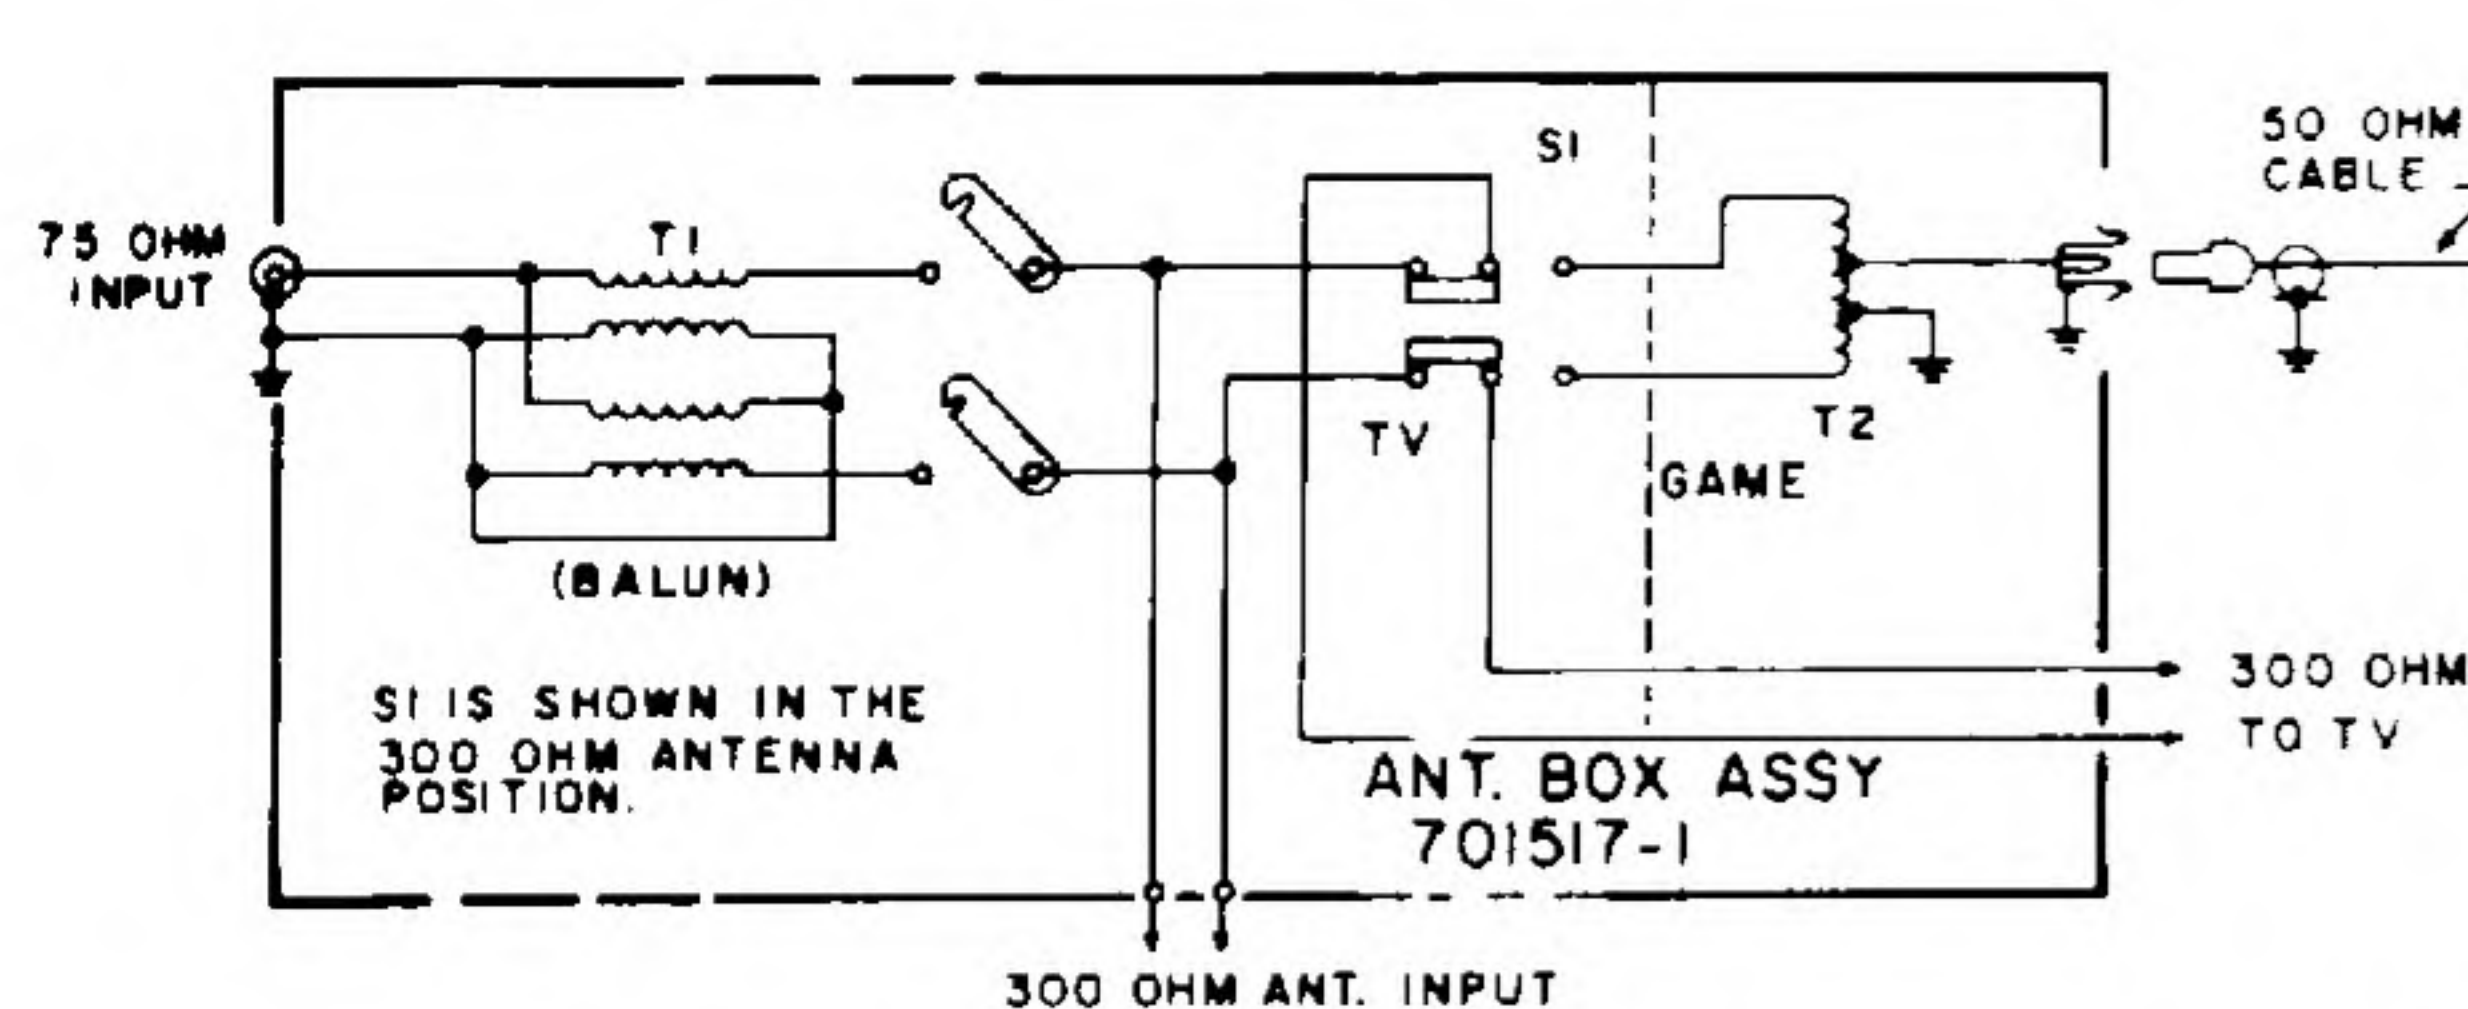 75 OHM
INPUT
T1
(BALUN)
S1 IS SHOWN IN THE
300 OHM ANTENNA
POSITION.
S1
TV
GAME
T2
50 OHM
CABLE
300 OHM
TO TV
ANT. BOX ASSY
701517-1
300 OHM ANT. INPUT